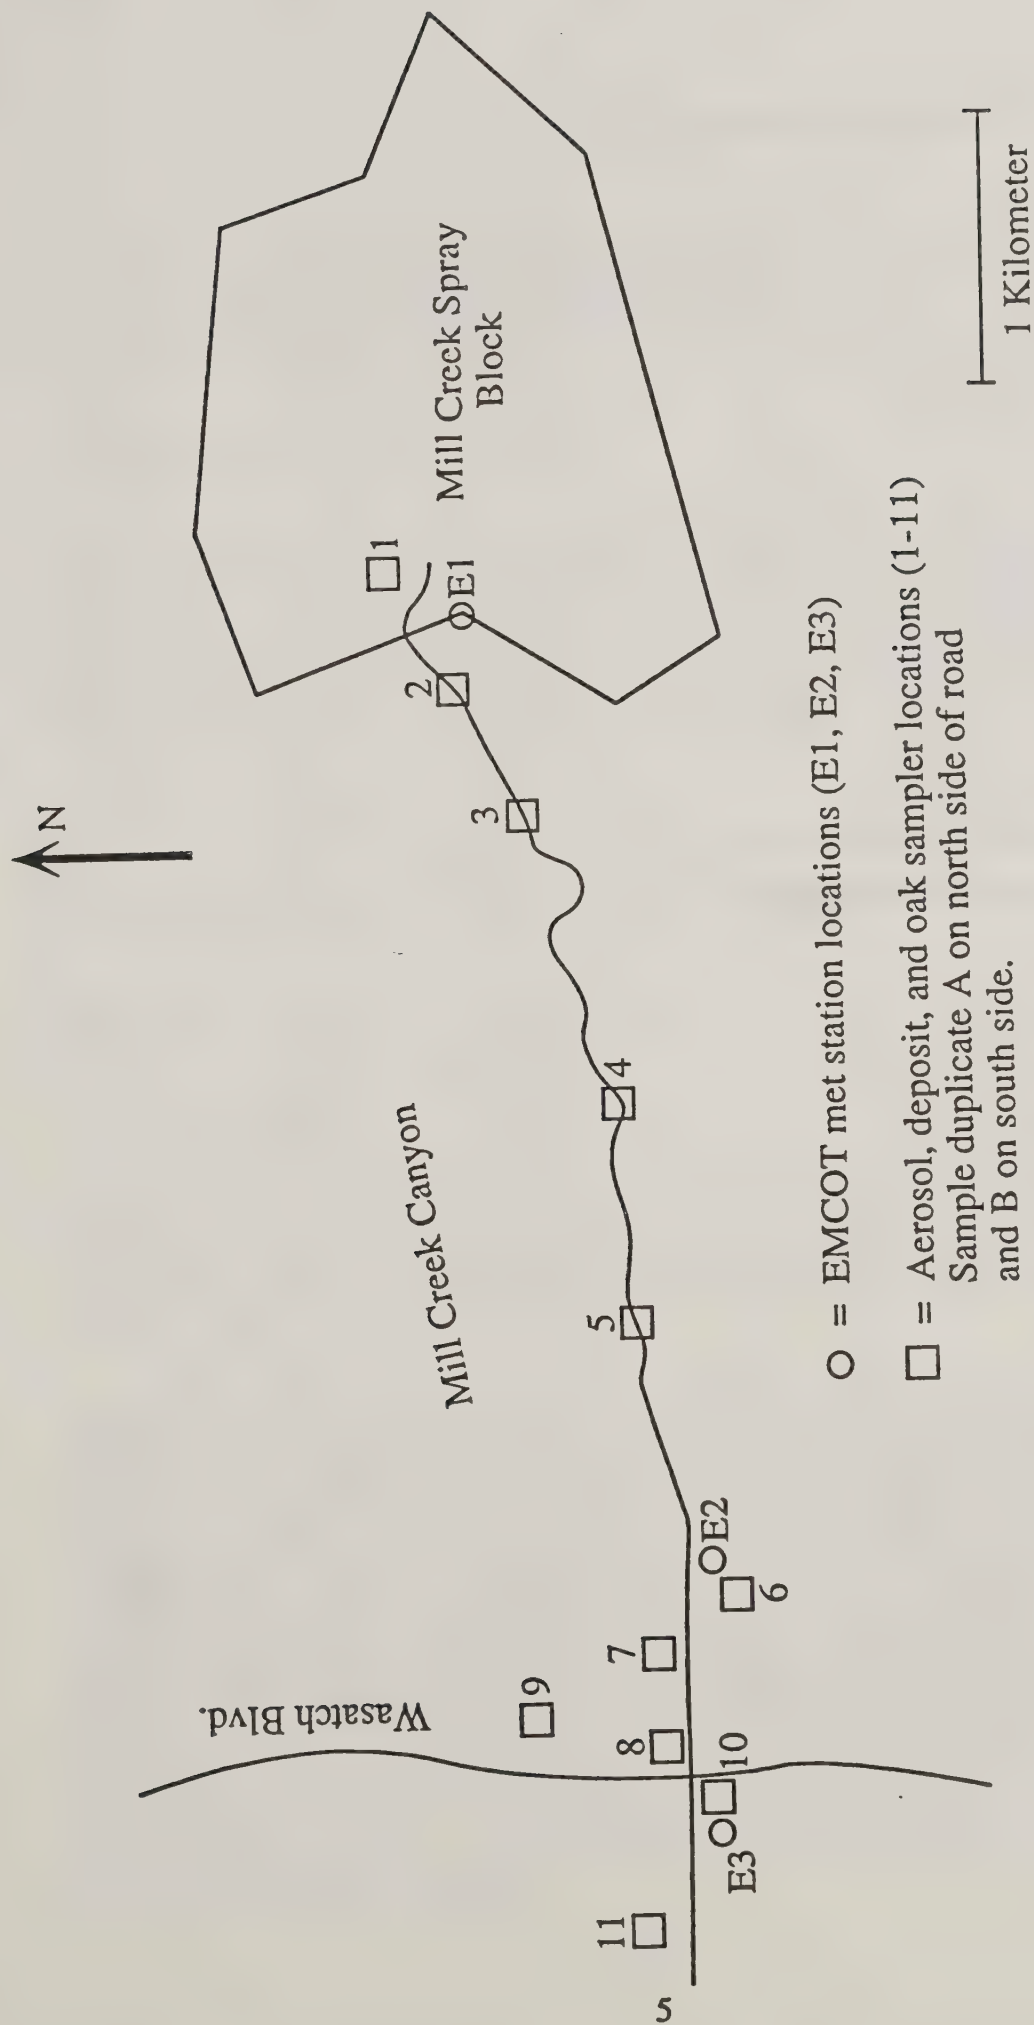 N
Mill Creek Canyon
Wasatch Blvd.
Mill Creek Spray
Block
1
E1
2
3
4
5
E2
6
7
8
9
10
E3
11
○ = EMCOT met station locations (E1, E2, E3)
□ = Aerosol, deposit, and oak sampler locations (1-11)
Sample duplicate A on north side of road
and B on south side.
1 Kilometer
5